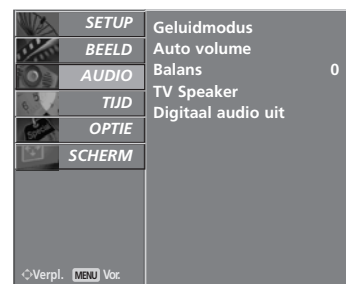 SETUP
BEELD
AUDIO
TIJD
OPTIE
SCHERM
Geluidmodus
Auto volume
Balans 0
TV Speaker
Digitaal audio uit
Verpl. MENU Vor.